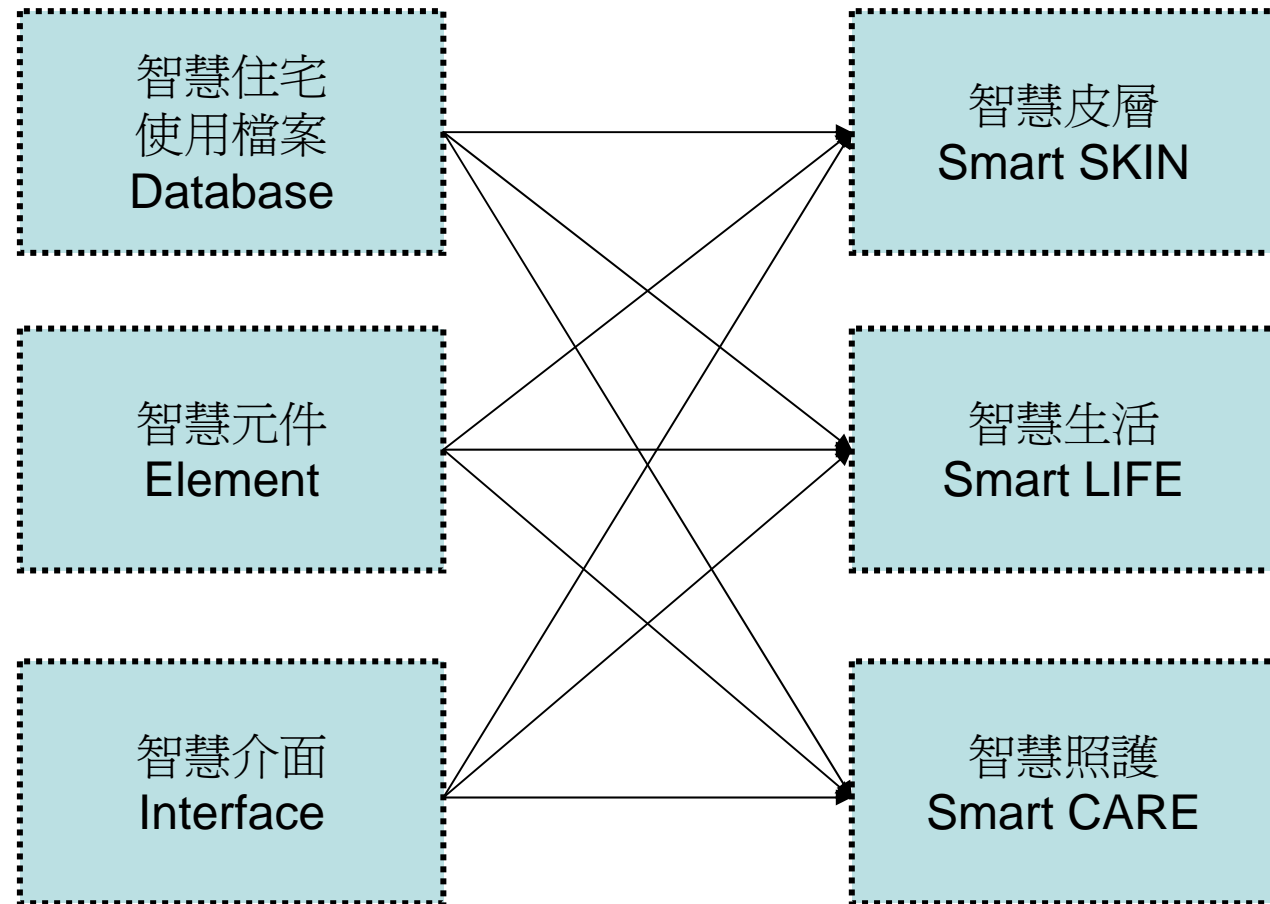 智慧住宅
使用檔案
Database
智慧皮層
Smart SKIN
智慧元件
Element
智慧生活
Smart LIFE
智慧介面
Interface
智慧照護
Smart CARE